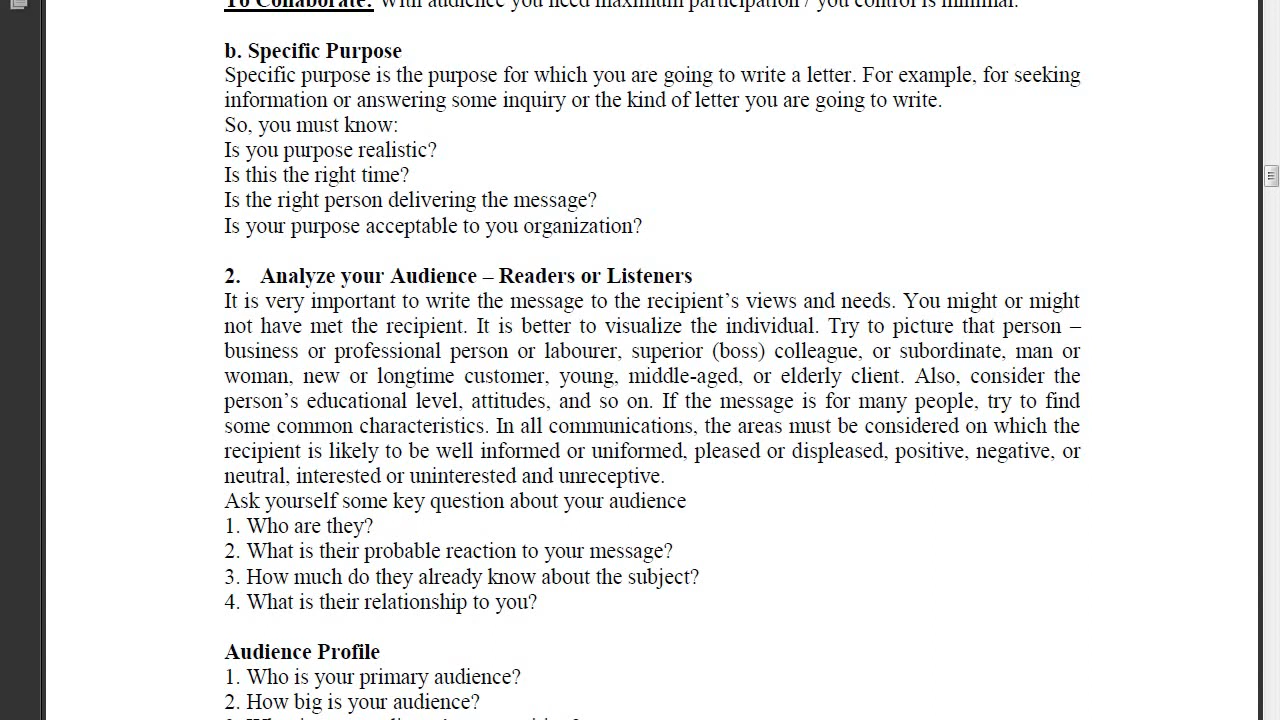 To Collaborate: With audience you need maximum participation / you control is minimal.
b. Specific Purpose
Specific purpose is the purpose for which you are going to write a letter. For example, for seeking
information or answering some inquiry or the kind of letter you are going to write.
So, you must know:
Is you purpose realistic?
Is this the right time?
Is the right person delivering the message?
Is your purpose acceptable to you organization?
2. Analyze your Audience – Readers or Listeners
It is very important to write the message to the recipient’s views and needs. You might or might
not have met the recipient. It is better to visualize the individual. Try to picture that person –
business or professional person or labourer, superior (boss) colleague, or subordinate, man or
woman, new or longtime customer, young, middle-aged, or elderly client. Also, consider the
person’s educational level, attitudes, and so on. If the message is for many people, try to find
some common characteristics. In all communications, the areas must be considered on which the
recipient is likely to be well informed or uniformed, pleased or displeased, positive, negative, or
neutral, interested or uninterested and unreceptive.
Ask yourself some key question about your audience
1. Who are they?
2. What is their probable reaction to your message?
3. How much do they already know about the subject?
4. What is their relationship to you?
Audience Profile
1. Who is your primary audience?
2. How big is your audience?